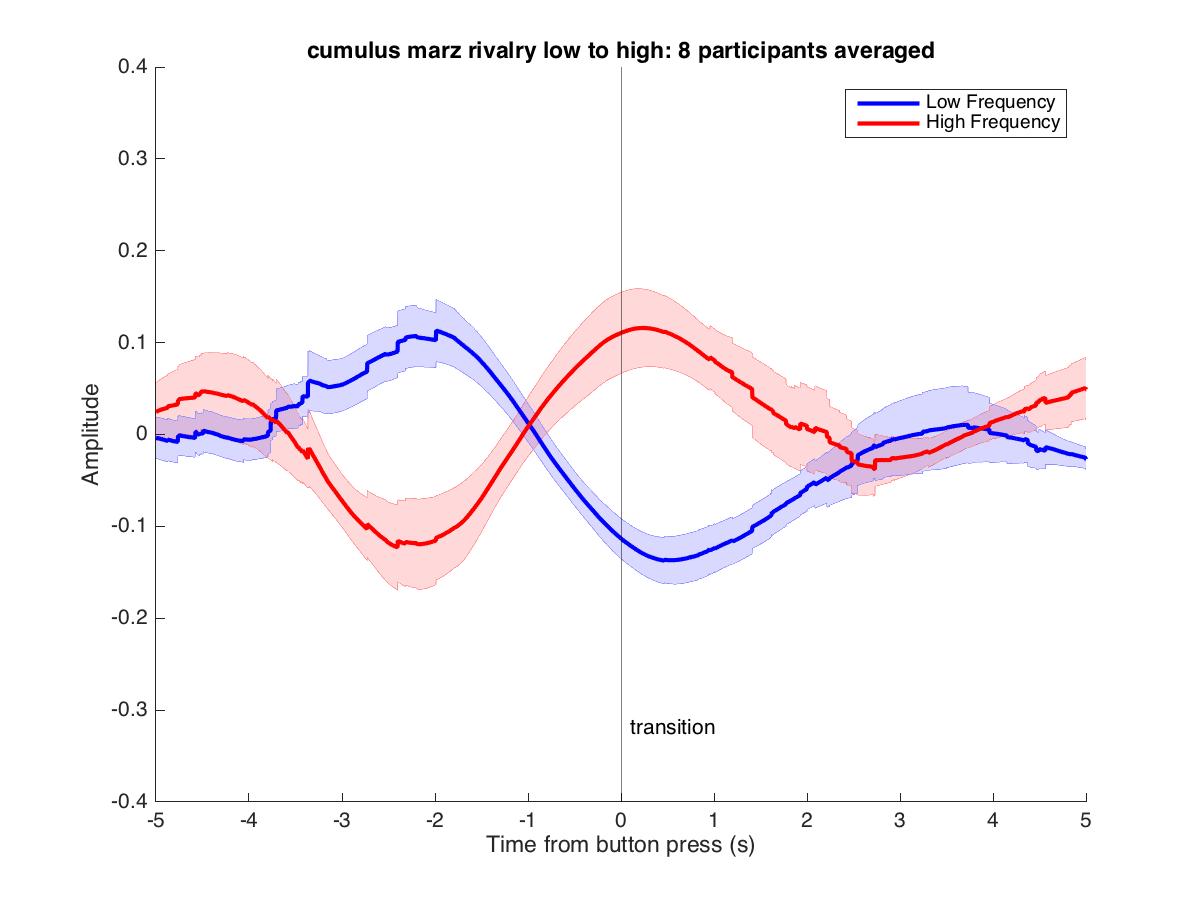 cumulus marz rivalry low to high: 8 participants averaged
0.4
0.3
0.2
0.1
0
-0.1
-0.2
-0.3
-0.4
Amplitude
Low Frequency
High Frequency
transition
-5 -4 -3 -2 -1 0 1 2 3 4 5
Time from button press (s)